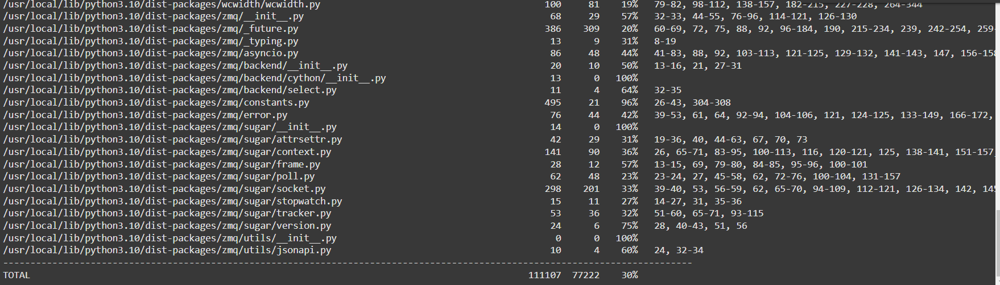 /usr/local/lib/python3.10/dist-packages/wcwidth/wcwidth.py 100 81 19% 79-82, 98-112, 138-157, 182-215, 227-228, 264-344
/usr/local/lib/python3.10/dist-packages/zmq/__init__.py 68 29 57% 32-33, 44-55, 76-96, 114-121, 126-130
/usr/local/lib/python3.10/dist-packages/zmq/_future.py 386 309 20% 60-69, 72, 75, 88, 92, 96-184, 190, 215-234, 239, 242-254, 259-
/usr/local/lib/python3.10/dist-packages/zmq/_typing.py 13 9 31% 8-19
/usr/local/lib/python3.10/dist-packages/zmq/asyncio.py 86 48 44% 41-83, 88, 92, 103-113, 121-125, 129-132, 141-143, 147, 156-158
/usr/local/lib/python3.10/dist-packages/zmq/backend/__init__.py 20 10 50% 13-16, 21, 27-31
/usr/local/lib/python3.10/dist-packages/zmq/backend/cython/__init__.py 13 0 100%
/usr/local/lib/python3.10/dist-packages/zmq/backend/select.py 11 4 64% 32-35
/usr/local/lib/python3.10/dist-packages/zmq/constants.py 495 21 96% 26-43, 304-308
/usr/local/lib/python3.10/dist-packages/zmq/error.py 76 44 42% 39-53, 61, 64, 92-94, 104-106, 121, 124-125, 133-149, 166-172,
/usr/local/lib/python3.10/dist-packages/zmq/sugar/__init__.py 14 0 100%
/usr/local/lib/python3.10/dist-packages/zmq/sugar/attrsettr.py 42 29 31% 19-36, 40, 44-63, 67, 70, 73
/usr/local/lib/python3.10/dist-packages/zmq/sugar/context.py 141 90 36% 26, 65-71, 83-95, 100-113, 116, 120-121, 125, 138-141, 151-157,
/usr/local/lib/python3.10/dist-packages/zmq/sugar/frame.py 28 12 57% 13-15, 69, 79-80, 84-85, 95-96, 100-101
/usr/local/lib/python3.10/dist-packages/zmq/sugar/poll.py 62 48 23% 23-24, 27, 45-58, 62, 72-76, 100-104, 131-157
/usr/local/lib/python3.10/dist-packages/zmq/sugar/socket.py 298 201 33% 39-40, 53, 56-59, 62, 65-70, 94-109, 112-121, 126-134, 142, 145
/usr/local/lib/python3.10/dist-packages/zmq/sugar/stopwatch.py 15 11 27% 14-27, 31, 35-36
/usr/local/lib/python3.10/dist-packages/zmq/sugar/tracker.py 53 36 32% 51-60, 65-71, 93-115
/usr/local/lib/python3.10/dist-packages/zmq/sugar/version.py 24 6 75% 28, 40-43, 51, 56
/usr/local/lib/python3.10/dist-packages/zmq/utils/__init__.py 0 0 100%
/usr/local/lib/python3.10/dist-packages/zmq/utils/jsonapi.py 10 4 60% 24, 32-34
------------------------------------------------------------------------------------------------------------------------------
TOTAL 111107 77222 30%